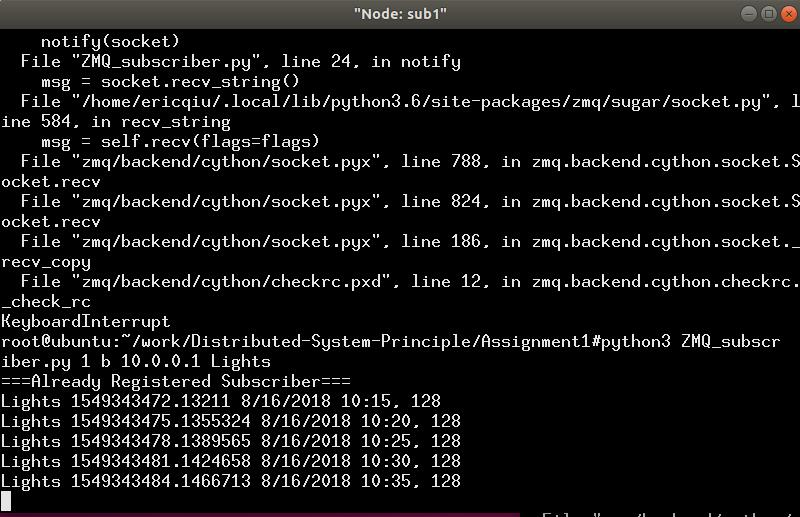 "Node: sub1"
    notify(socket)
  File "ZMQ_subscriber.py", line 24, in notify
    msg = socket.recv_string()
  File "/home/ericqiu/.local/lib/python3.6/site-packages/zmq/sugar/socket.py", l
ine 584, in recv_string
    msg = self.recv(flags=flags)
  File "zmq/backend/cython/socket.pyx", line 788, in zmq.backend.cython.socket.S
ocket.recv
  File "zmq/backend/cython/socket.pyx", line 824, in zmq.backend.cython.socket.S
ocket.recv
  File "zmq/backend/cython/socket.pyx", line 186, in zmq.backend.cython.socket._
recv_copy
  File "zmq/backend/cython/checkrc.pxd", line 12, in zmq.backend.cython.checkrc.
_check_rc
KeyboardInterrupt
root@ubuntu:~/work/Distributed-System-Principle/Assignment1#python3 ZMQ_subscr
iber.py 1 b 10.0.0.1 Lights
===Already Registered Subscriber===
Lights 1549343472.13211 8/16/2018 10:15, 128
Lights 1549343475.1355324 8/16/2018 10:20, 128
Lights 1549343478.1389565 8/16/2018 10:25, 128
Lights 1549343481.1424658 8/16/2018 10:30, 128
Lights 1549343484.1466713 8/16/2018 10:35, 128